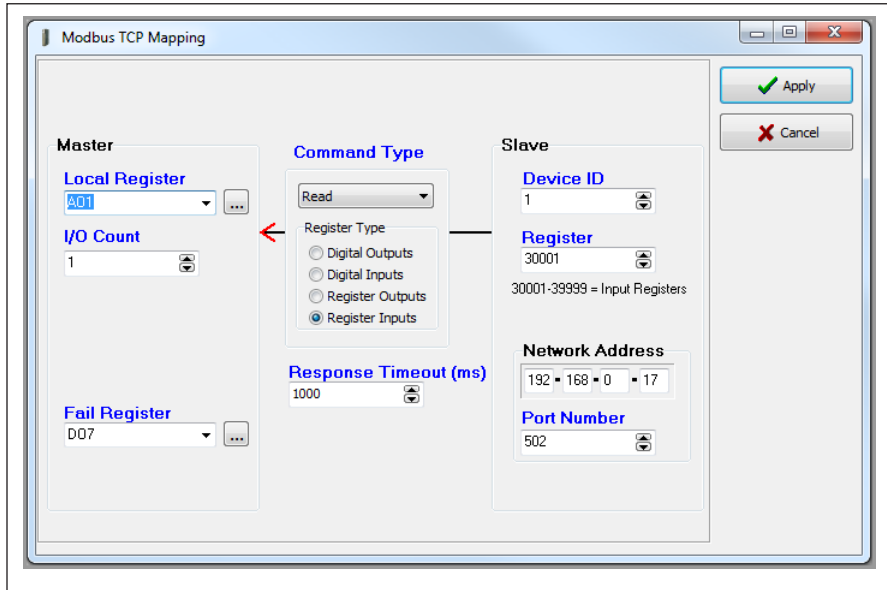 Modbus TCP Mapping
Apply
Cancel
Master
Local Register
AO1
...
I/O Count
1
Fail Register
DO7
...
Command Type
Read
Register Type
Digital Outputs
Digital Inputs
Register Outputs
Register Inputs
Response Timeout (ms)
1000
Slave
Device ID
1
Register
30001
30001-39999 = Input Registers
Network Address
192 168 0 17
Port Number
502